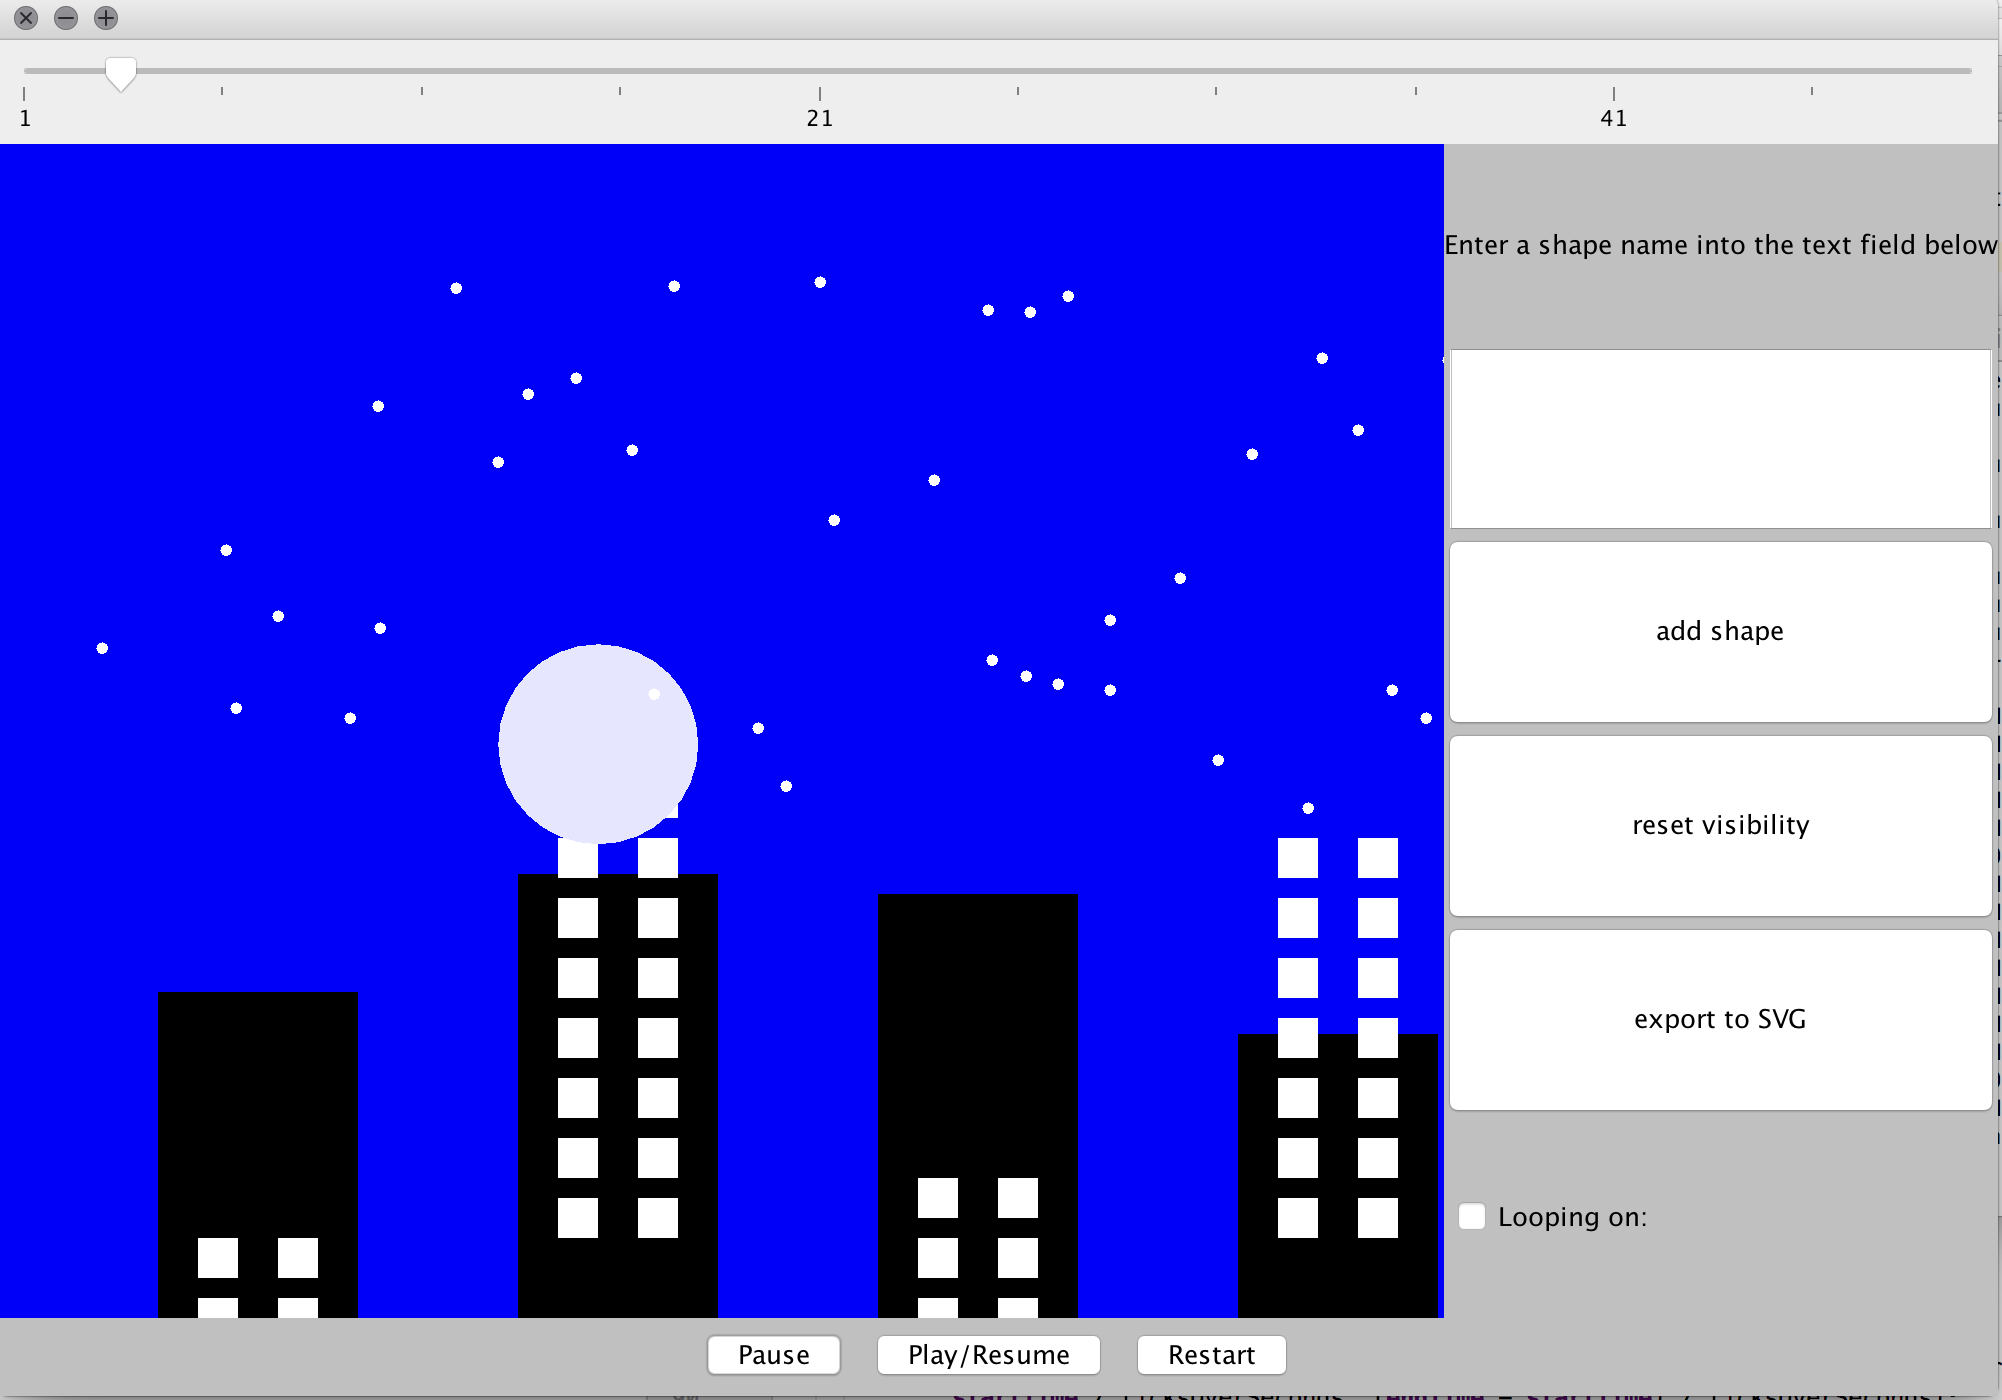 1
21
41
Enter a shape name into the text field below
add shape
reset visibility
export to SVG
Looping on:
Pause
Play/Resume
Restart